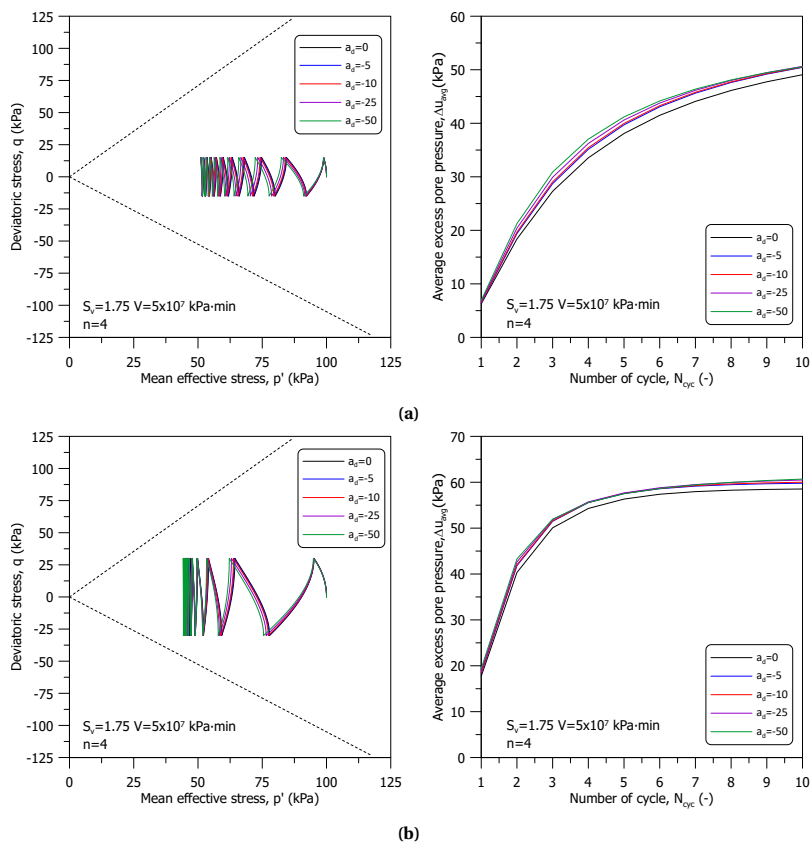 125
100
75
50
25
0
-25
-50
-75
-100
-125
Deviatoric stress, q (kPa)
a_d=0
a_d=-5
a_d=-10
a_d=-25
a_d=-50
S_v=1.75 V=5x10⁷ kPa·min
n=4
0 25 50 75 100 125
Mean effective stress, p' (kPa)
60
50
40
30
20
10
0
Average excess pore pressure, Δu_avg (kPa)
a_d=0
a_d=-5
a_d=-10
a_d=-25
a_d=-50
S_v=1.75 V=5x10⁷ kPa·min
n=4
1 2 3 4 5 6 7 8 9 10
Number of cycle, N_cyc (-)
(a)
125
100
75
50
25
0
-25
-50
-75
-100
-125
Deviatoric stress, q (kPa)
a_d=0
a_d=-5
a_d=-10
a_d=-25
a_d=-50
S_v=1.75 V=5x10⁷ kPa·min
n=4
0 25 50 75 100 125
Mean effective stress, p' (kPa)
70
60
50
40
30
20
10
0
Average excess pore pressure,Δu_avg (kPa)
a_d=0
a_d=-5
a_d=-10
a_d=-25
a_d=-50
S_v=1.75 V=5x10⁷ kPa·min
n=4
1 2 3 4 5 6 7 8 9 10
Number of cycle, N_cyc (-)
(b)